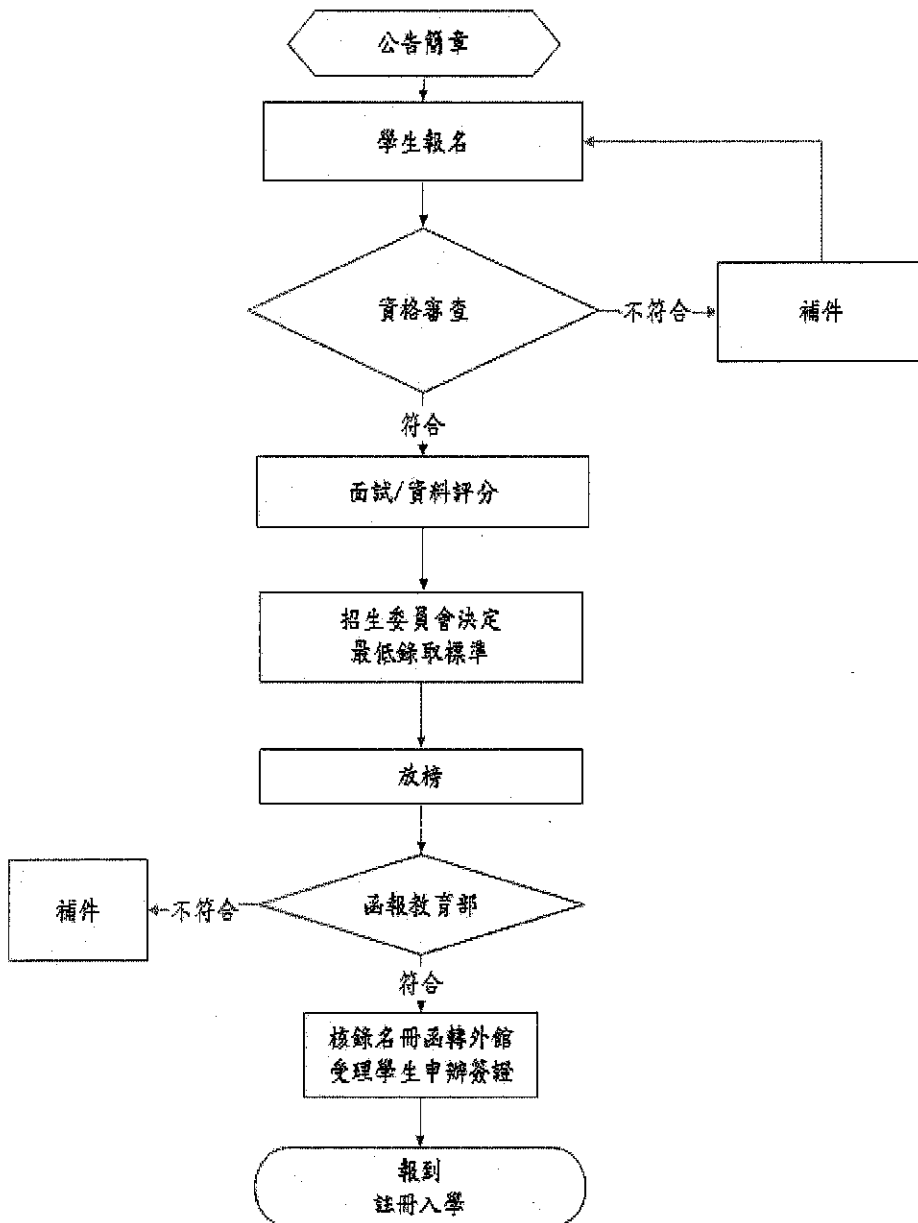 公告簡章
學生報名
資格審查
不符合
補件
符合
面試/資料評分
招生委員會決定
最低錄取標準
放榜
函報教育部
不符合
補件
符合
核錄名冊函轉外館
受理學生申辦簽證
報到
註冊入學